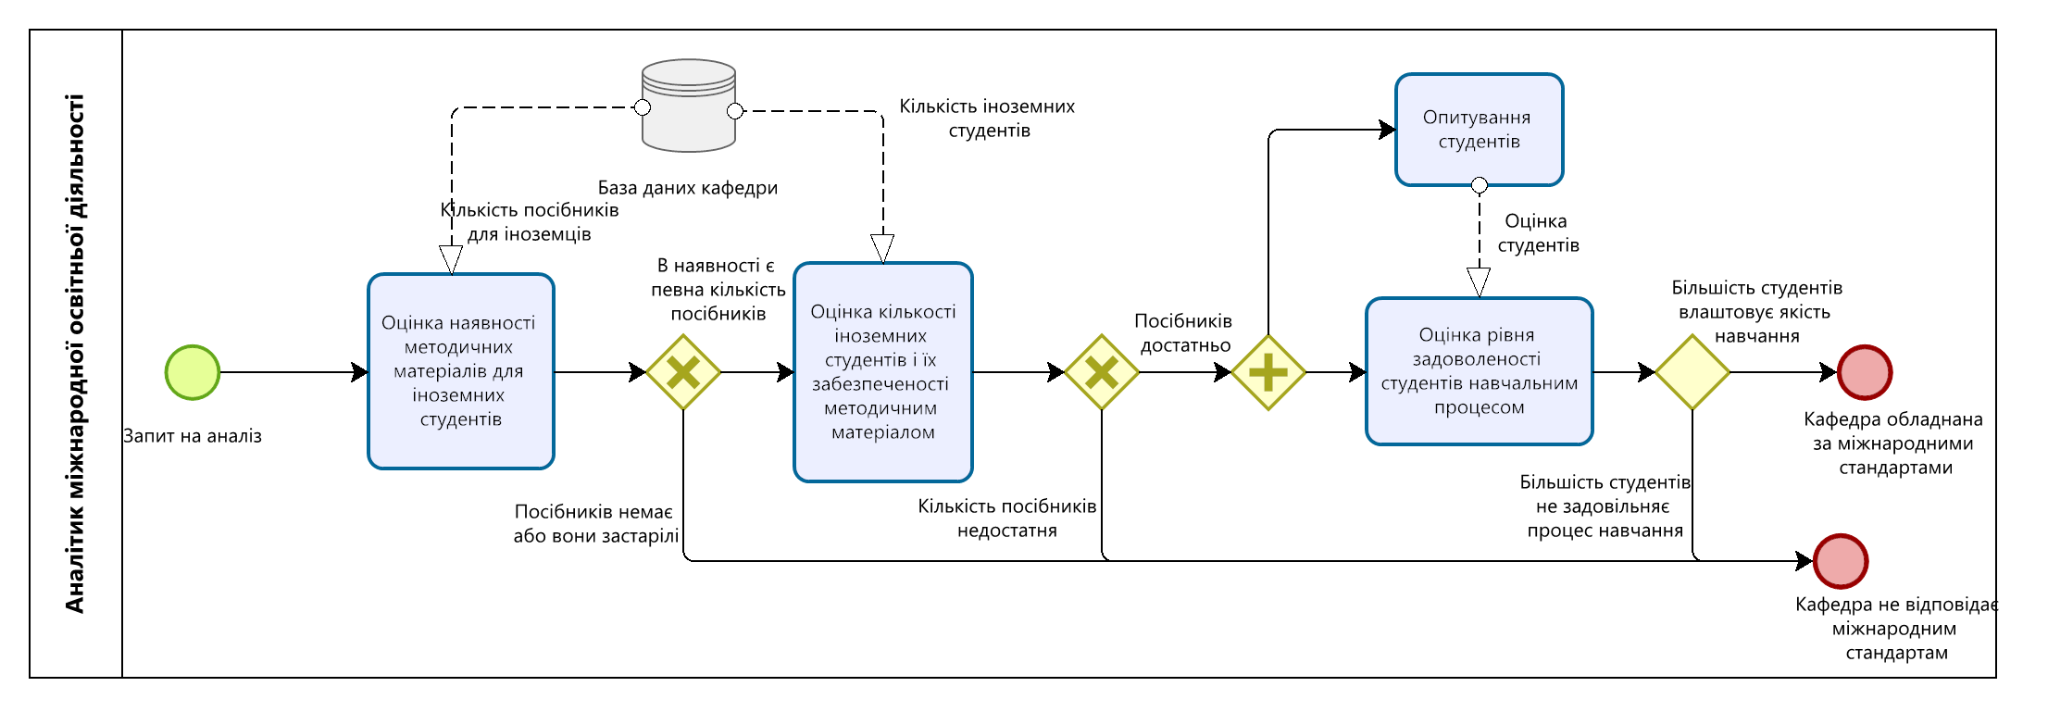 Аналітик міжнародної освітньої діяльності
Запит на аналіз
База даних кафедри
Кількість посібників
для іноземців
Кількість іноземних
студентів
Оцінка наявності
методичних
матеріалів для
іноземних
студентів
В наявності є
певна кількість
посібників
Посібників немає
або вони застарілі
Оцінка кількості
іноземних
студентів і їх
забезпеченості
методичним
матеріалом
Кількість посібників
недостатня
Посібників
достатньо
Опитування
студентів
Оцінка
студентів
Оцінка рівня
задоволеності
студентів навчальним
процесом
Більшість студентів
влаштовує якість
навчання
Більшість студентів
не задовільняє
процес навчання
Кафедра обладнана
за міжнародними
стандартами
Кафедра не відповідає
міжнародним
стандартам